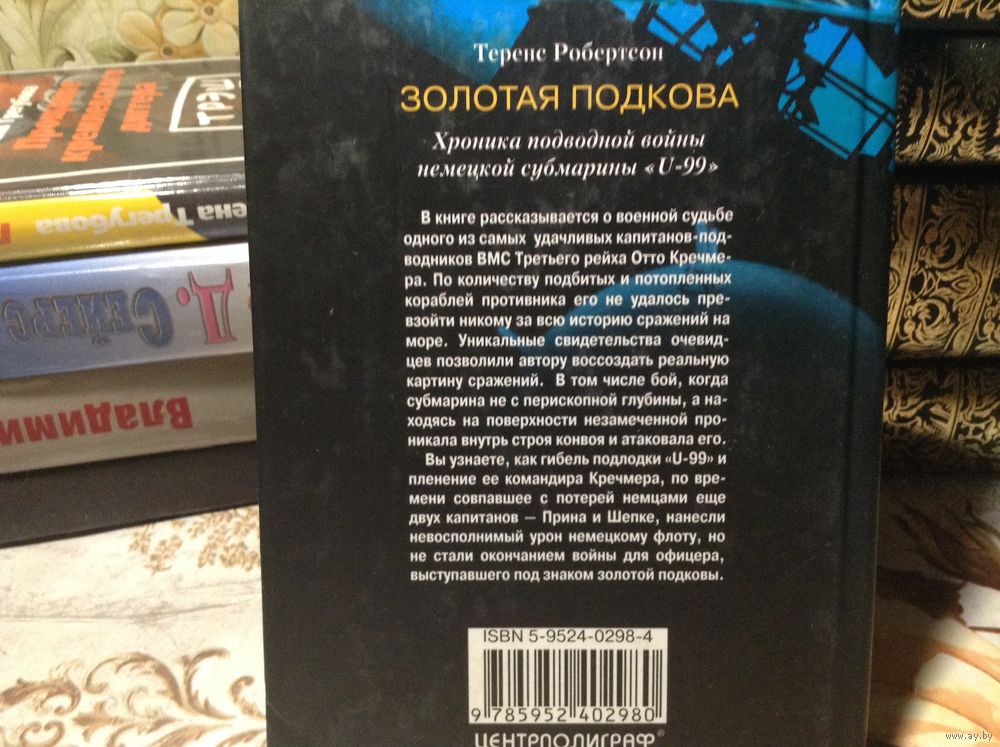 Теренс Робертсон
ЗОЛОТАЯ ПОДКОВА
Хроника подводной войны
немецкой субмарины «U-99»
В книге рассказывается о военной судьбе
одного из самых удачливых капитанов-под-
водников ВМС Третьего рейха Отто Кречме-
ра. По количеству подбитых и потопленных
кораблей противника его не удалось пре-
взойти никому за всю историю сражений на
море. Уникальные свидетельства очевид-
цев позволили автору воссоздать реальную
картину сражений. В том числе бой, когда
субмарина не с перископной глубины, а на-
ходясь на поверхности незамеченной про-
никала внутрь строя конвоя и атаковала его.
Вы узнаете, как гибель подлодки «U-99» и
пленение ее командира Кречмера, по вре-
мени совпавшее с потерей немцами еще
двух капитанов — Прина и Шепке, нанесли
невосполнимый урон немецкому флоту, но
не стали окончанием войны для офицера,
выступавшего под знаком золотой подковы.
ISBN 5-9524-0298-4
9 785952 402980
ЦЕНТРПОЛИГРАФ®
ТРЭШ
Трегубова
Д. СЕЙЕРС
Владими
www.ay.by